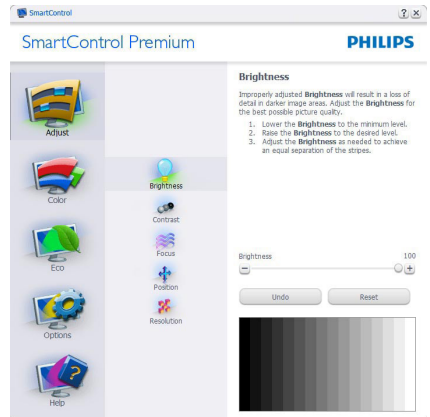 SmartControl
SmartControl Premium
PHILIPS
Adjust
Color
Eco
Options
Help
Brightness
Contrast
Focus
Position
Resolution
Brightness
Improperly adjusted Brightness will result in a loss of
detail in darker image areas. Adjust the Brightness for
the best possible picture quality.
1. Lower the Brightness to the minimum level.
2. Raise the Brightness to the desired level.
3. Adjust the Brightness as needed to achieve
an equal separation of the stripes.
Brightness 100
Undo Reset